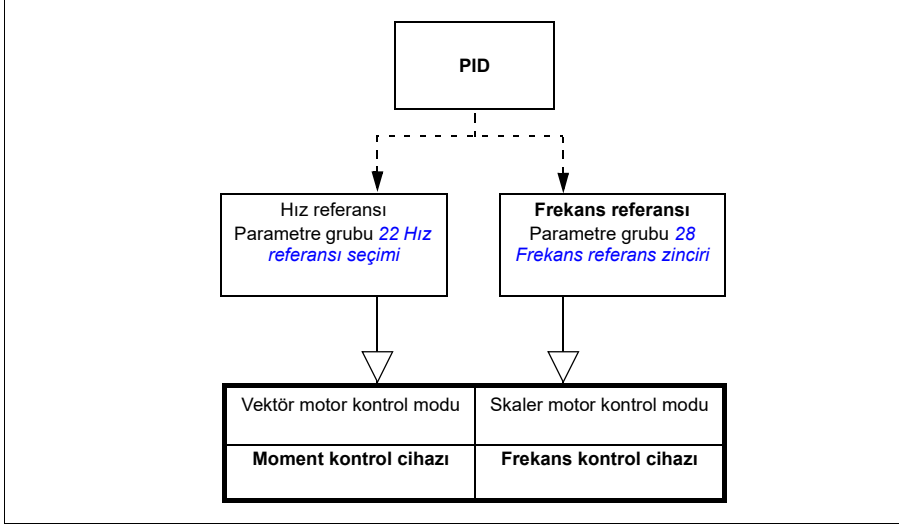 PID
Hız referansı
Parametre grubu 22 Hız
referansı seçimi
Frekans referansı
Parametre grubu 28
Frekans referans zinciri
Vektör motor kontrol modu
Skaler motor kontrol modu
Moment kontrol cihazı
Frekans kontrol cihazı